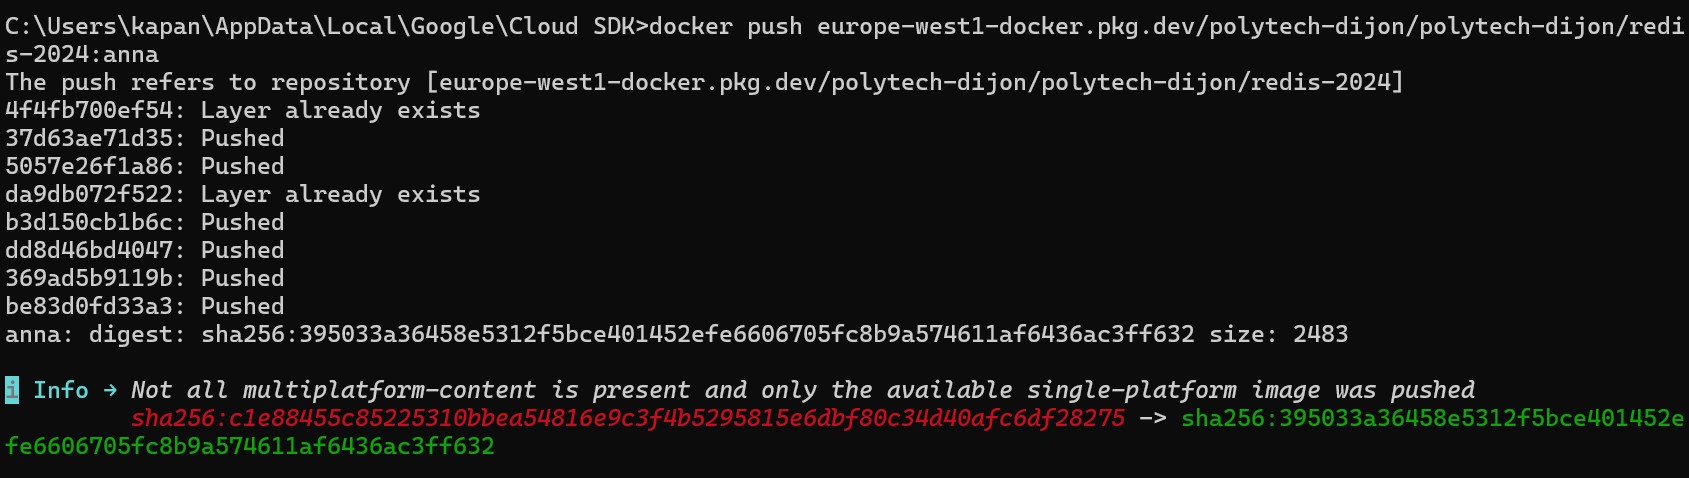 C:\Users\kapan\AppData\Local\Google\Cloud SDK>docker push europe-west1-docker.pkg.dev/polytech-dijon/polytech-dijon/redi
s-2024:anna
The push refers to repository [europe-west1-docker.pkg.dev/polytech-dijon/polytech-dijon/redis-2024]
4f4fb700ef54: Layer already exists
37d63ae71d35: Pushed
5057e26f1a86: Pushed
da9db072f522: Layer already exists
b3d150cb1b6c: Pushed
dd8d46bd4047: Pushed
369ad5b9119b: Pushed
be83d0fd33a3: Pushed
anna: digest: sha256:395033a36458e5312f5bce401452efe6606705fc8b9a574611af6436ac3ff632 size: 2483
i Info → Not all multiplatform-content is present and only the available single-platform image was pushed
sha256:c1e88455c85225310bbea54816e9c3f4b5295815e6dbf80c34d40afc6df28275 -> sha256:395033a36458e5312f5bce401452e
fe6606705fc8b9a574611af6436ac3ff632